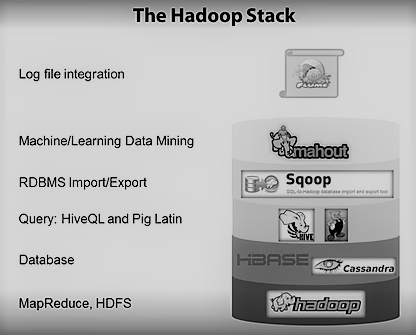 The Hadoop Stack
Log file integration
flume
Machine/Learning Data Mining
mahout
RDBMS Import/Export
Sqoop
SQL-to-Hadoop database import and export tool
Query: HiveQL and Pig Latin
HIVE
Database
HBASE
Cassandra
MapReduce, HDFS
hadoop